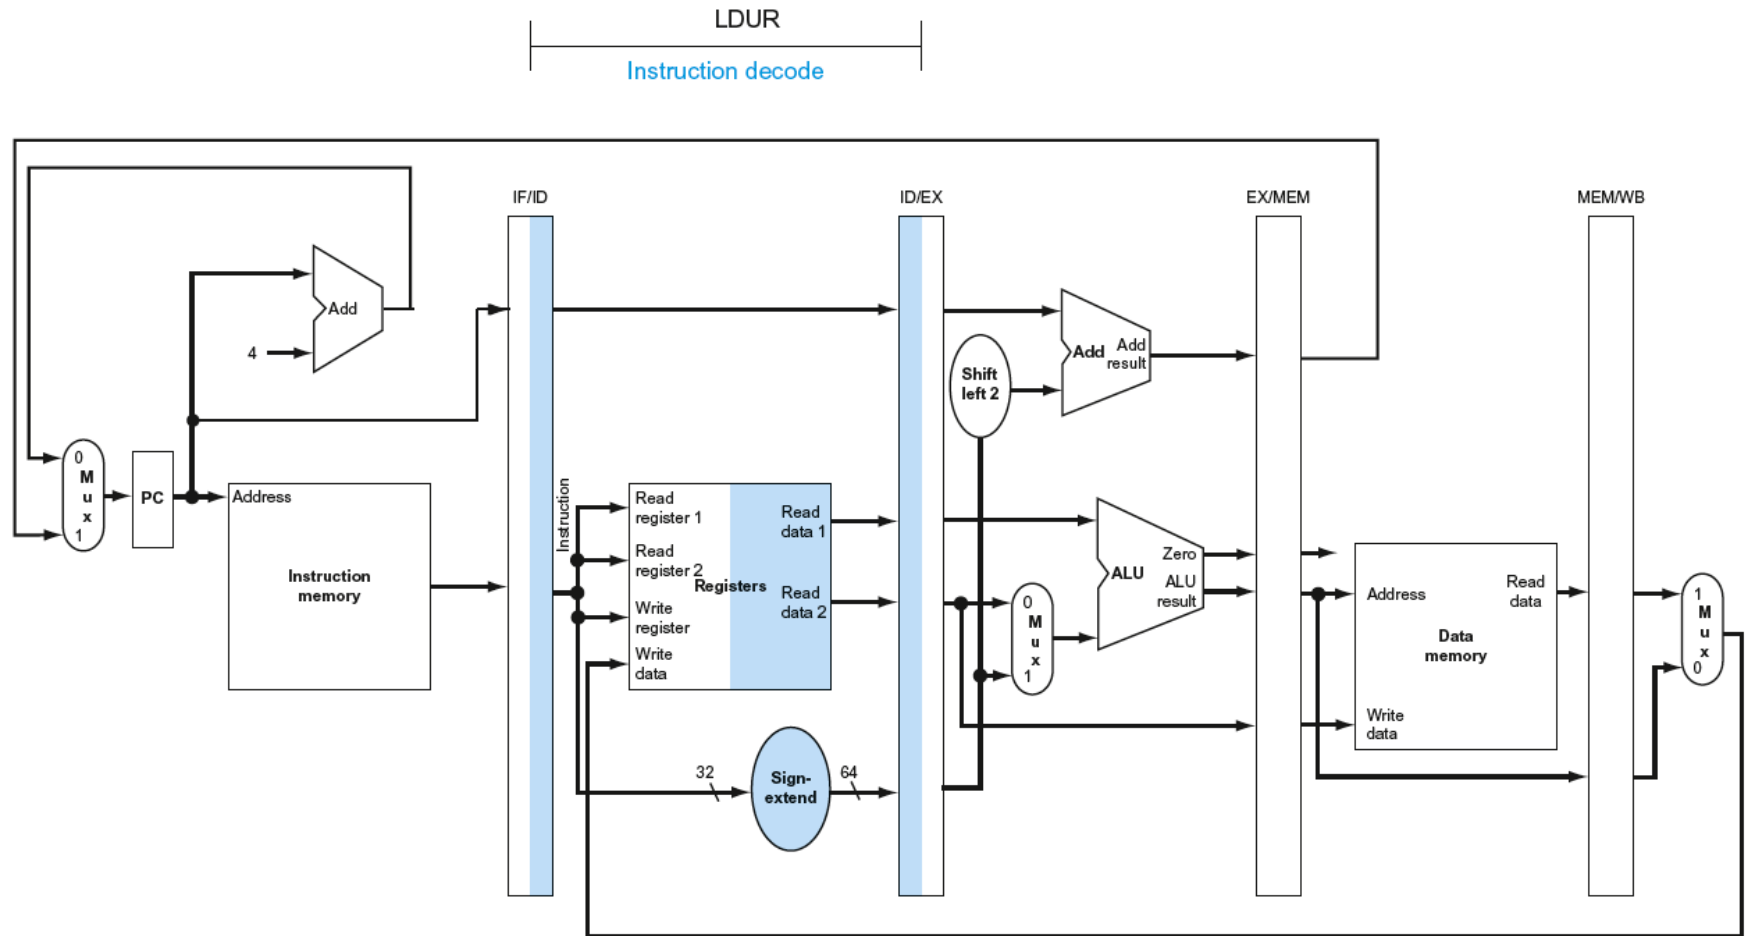 LDUR
Instruction decode
IF/ID
ID/EX
EX/MEM
MEM/WB
Add
4
Add
Add
result
Shift
left 2
0
M
u
x
1
PC
Address
Instruction
memory
Instruction
Read
register 1
Read
register 2
Write
register
Write
data
Registers
Read
data 1
Read
data 2
32
Sign-
extend
64
0
M
u
x
1
ALU
Zero
ALU
result
Address
Read
data
Data
memory
Write
data
1
M
u
x
0